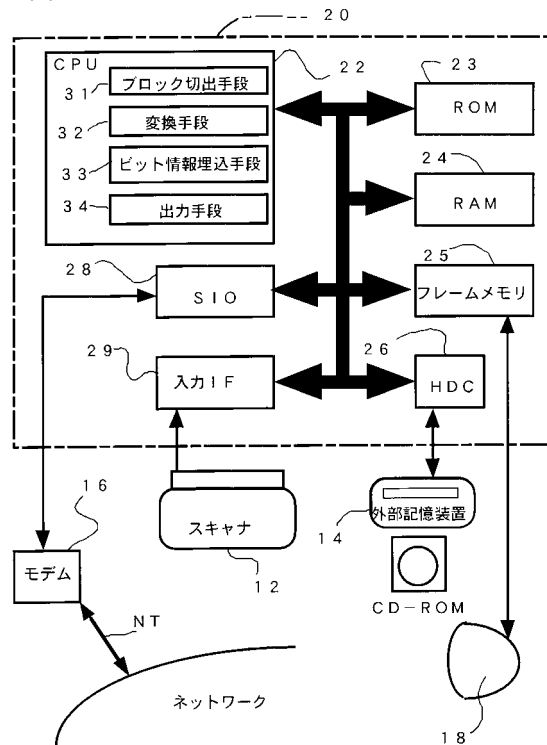 20
CPU
22
31
ブロック切出手段
32
変換手段
33
ビット情報埋込手段
34
出力手段
23
ROM
24
RAM
25
フレームメモリ
28
SIO
29
入力IF
26
HDC
16
モデム
スキャナ
12
14
外部記憶装置
CD-ROM
NT
ネットワーク
18